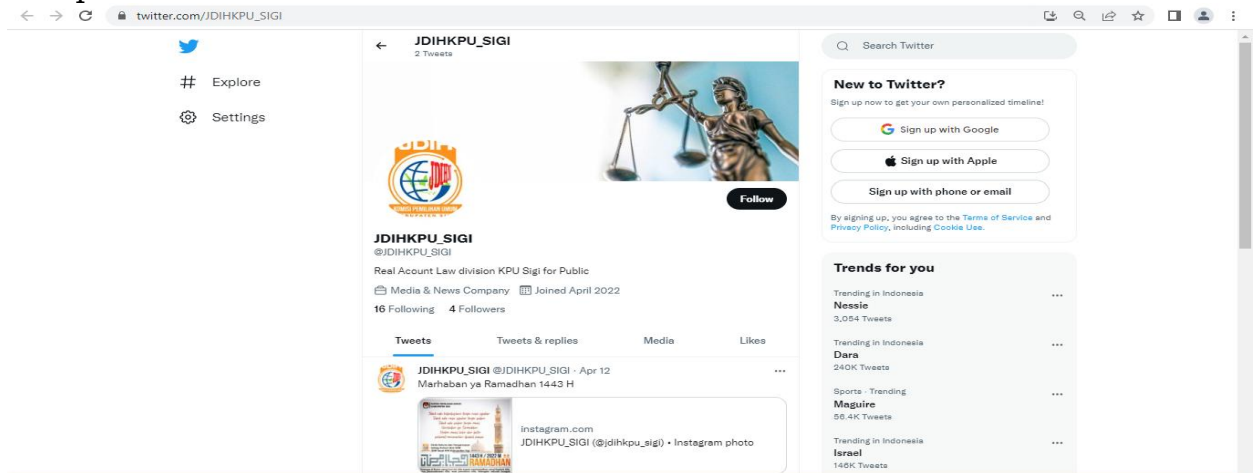 twitter.com/JDIHKPU_SIGI
JDIHKPU_SIGI
2 Tweets
Explore
Settings
JDIH
Follow
JDIHKPU_SIGI
@JDIHKPU_SIGI
Real Acount Law division KPU Sigi for Public
Media & News Company Joined April 2022
16 Following 4 Followers
Tweets Tweets & replies Media Likes
JDIHKPU_SIGI @JDIHKPU_SIGI · Apr 12
Marhaban ya Ramadhan 1443 H
RAMADHAN
instagram.com
JDIHKPU_SIGI (@jdihkpu_sigi) • Instagram photo
Search Twitter
New to Twitter?
Sign up now to get your own personalized timeline!
Sign up with Google
Sign up with Apple
Sign up with phone or email
By signing up, you agree to the Terms of Service and
Privacy Policy, including Cookie Use.
Trends for you
Trending in Indonesia
Nessie
3,054 Tweets
Trending in Indonesia
Dara
240K Tweets
Sports · Trending
Maguire
56.4K Tweets
Trending in Indonesia
Israel
146K Tweets